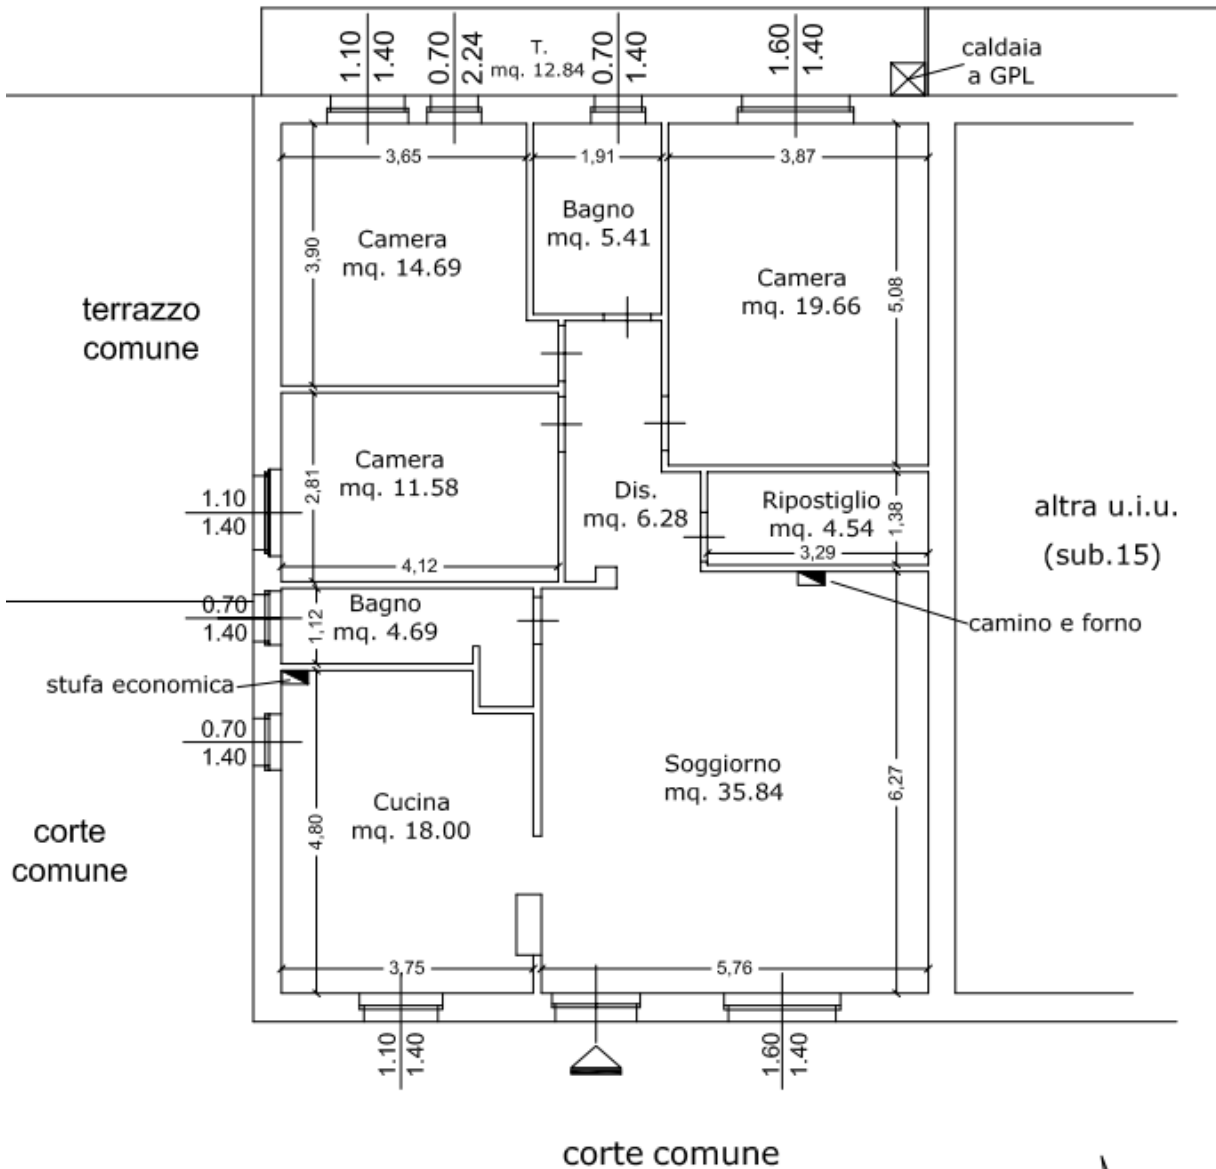 1.10
1.40
0.70
2.24
T.
mq. 12.84
0.70
1.40
1.60
1.40
caldaia
a GPL
3,65
1,91
3,87
Bagno
mq. 5.41
Camera
mq. 14.69
3,90
Camera
mq. 19.66
5,08
terrazzo
comune
Camera
mq. 11.58
2,81
1.10
1.40
Dis.
mq. 6.28
Ripostiglio
mq. 4.54
1,38
3,29
altra u.i.u.
(sub.15)
4,12
0.70
1.40
Bagno
mq. 4.69
1,12
camino e forno
stufa economica
0.70
1.40
Soggiorno
mq. 35.84
6,27
Cucina
mq. 18.00
4,80
corte
comune
3,75
5,76
1.10
1.40
1.60
1.40
corte comune